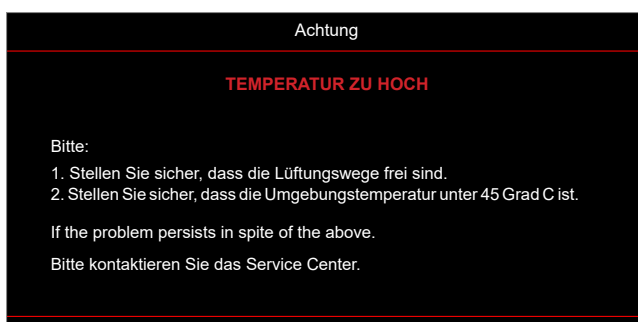 Achtung
TEMPERATUR ZU HOCH
Bitte:
1. Stellen Sie sicher, dass die Lüftungswege frei sind.
2. Stellen Sie sicher, dass die Umgebungstemperatur unter 45 Grad C ist.
If the problem persists in spite of the above.
Bitte kontaktieren Sie das Service Center.